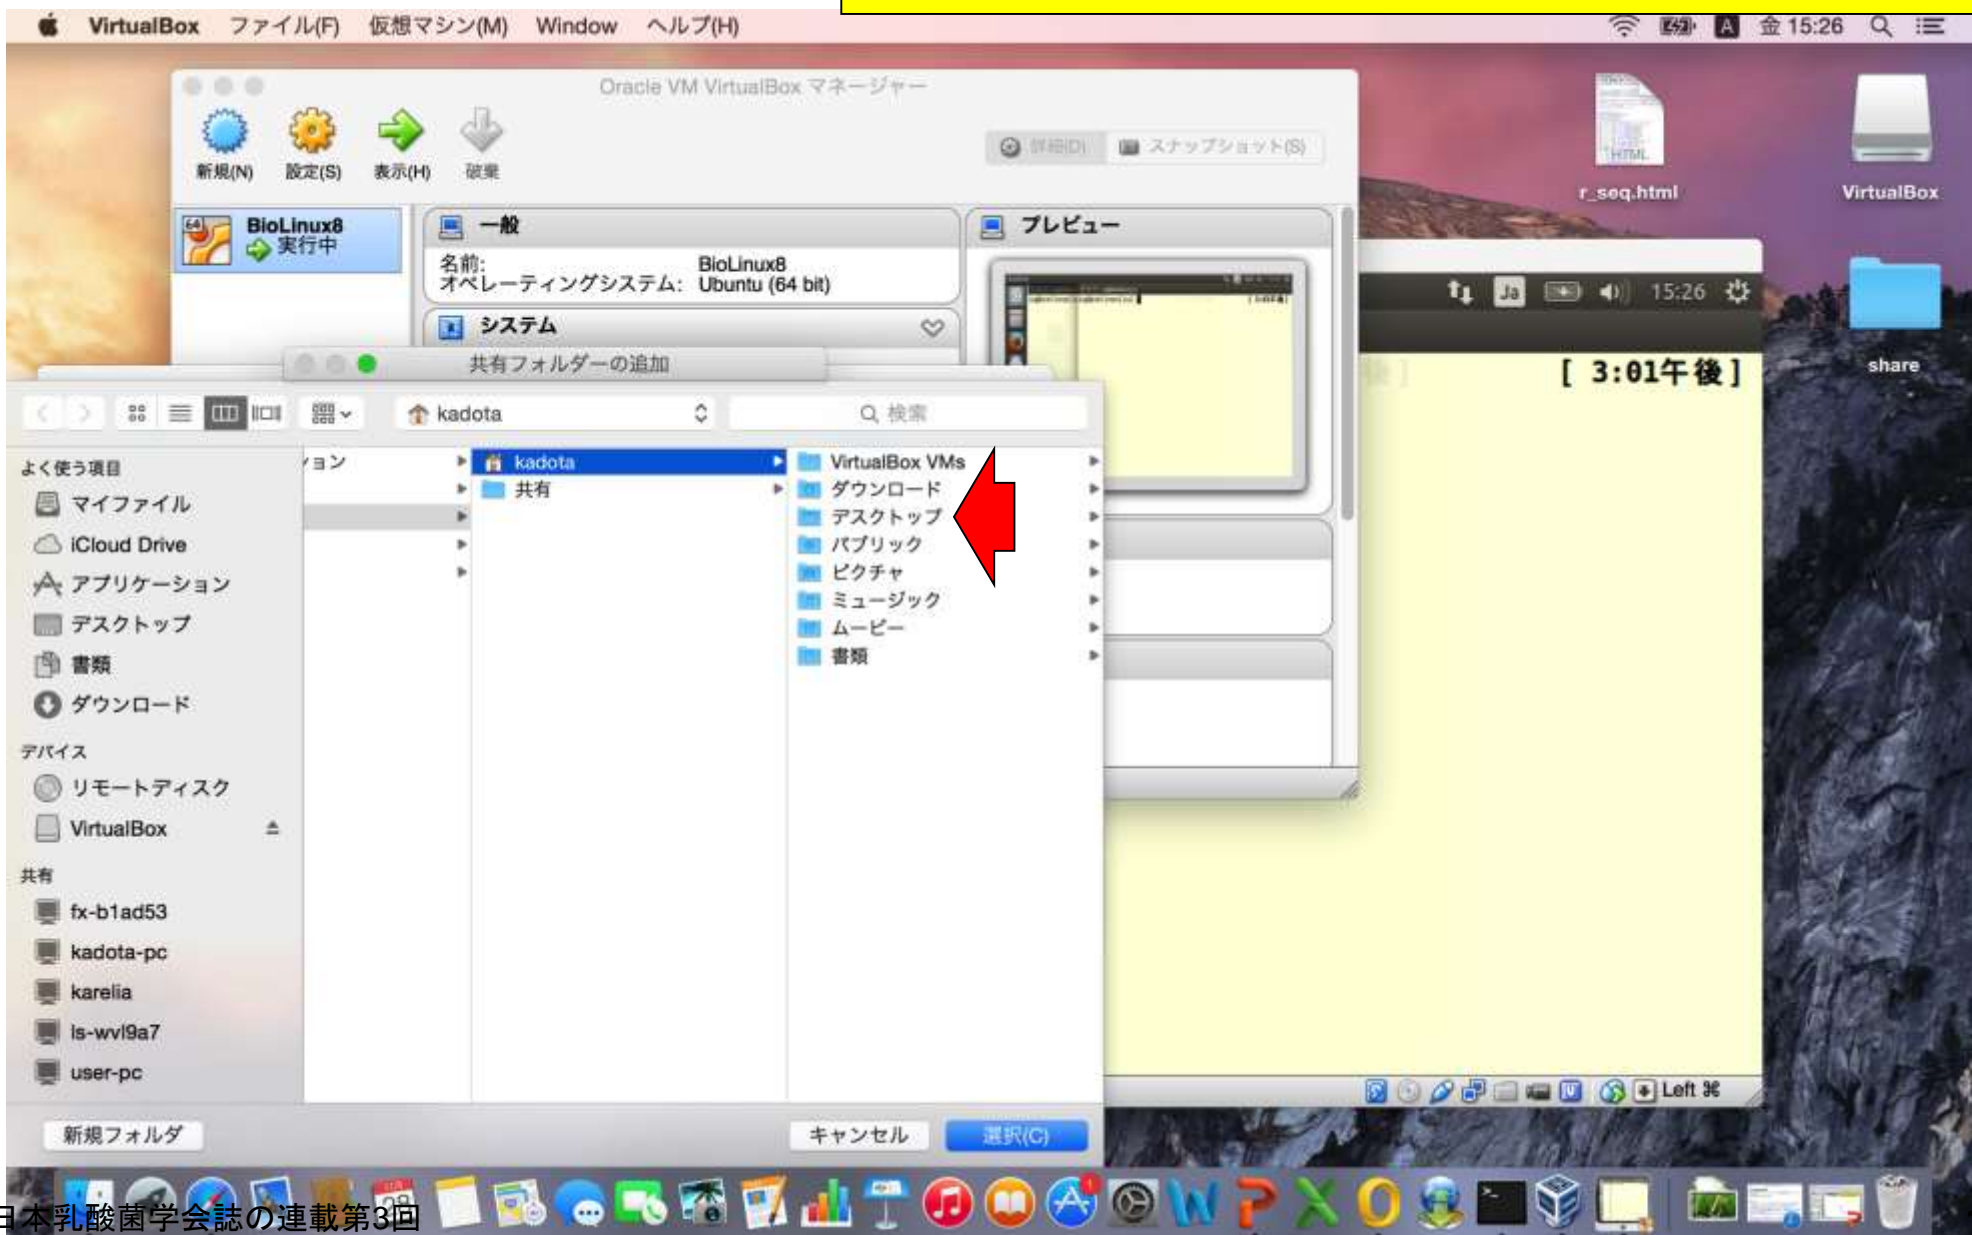 VirtualBox ファイル(F) 仮想マシン(M) Window ヘルプ(H)
A 金 15:26
Oracle VM VirtualBox マネージャー
新規(N) 設定(S) 表示(H) 破棄
詳細(D) スナップショット(S)
HTML
r_seq.html
VirtualBox
share
64
BioLinux8
実行中
一般
名前: BioLinux8
オペレーティングシステム: Ubuntu (64 bit)
システム
プレビュー
Ja 15:26
[ 3:01午後]
共有フォルダーの追加
kadota
検索
よく使う項目
マイファイル
iCloud Drive
アプリケーション
デスクトップ
書類
ダウンロード
デバイス
リモートディスク
VirtualBox
共有
fx-b1ad53
kadota-pc
karelia
ls-wvl9a7
user-pc
ョン
kadota
共有
VirtualBox VMs
ダウンロード
デスクトップ
パブリック
ピクチャ
ミュージック
ムービー
書類
新規フォルダ
キャンセル
選択(C)
Left ⌘
日本乳酸菌学会誌の連載第3回